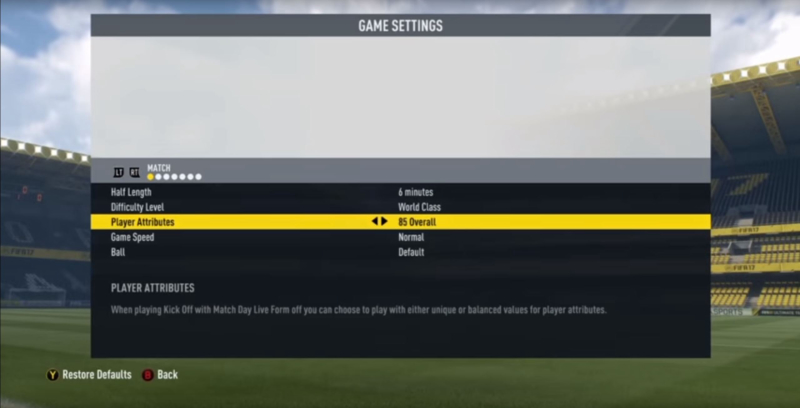 GAME SETTINGS
LT RT MATCH
Half Length 6 minutes
Difficulty Level World Class
Player Attributes 85 Overall
Game Speed Normal
Ball Default
PLAYER ATTRIBUTES
When playing Kick Off with Match Day Live Form off you can choose to play with either unique or balanced values for player attributes.
Y Restore Defaults B Back